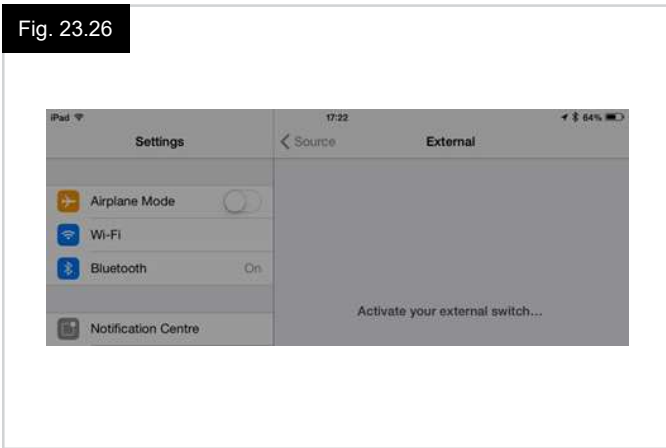 Fig. 23.26
iPad 17:22 64%
Settings
Source External
Airplane Mode
Wi-Fi
Bluetooth On
Activate your external switch...
Notification Centre